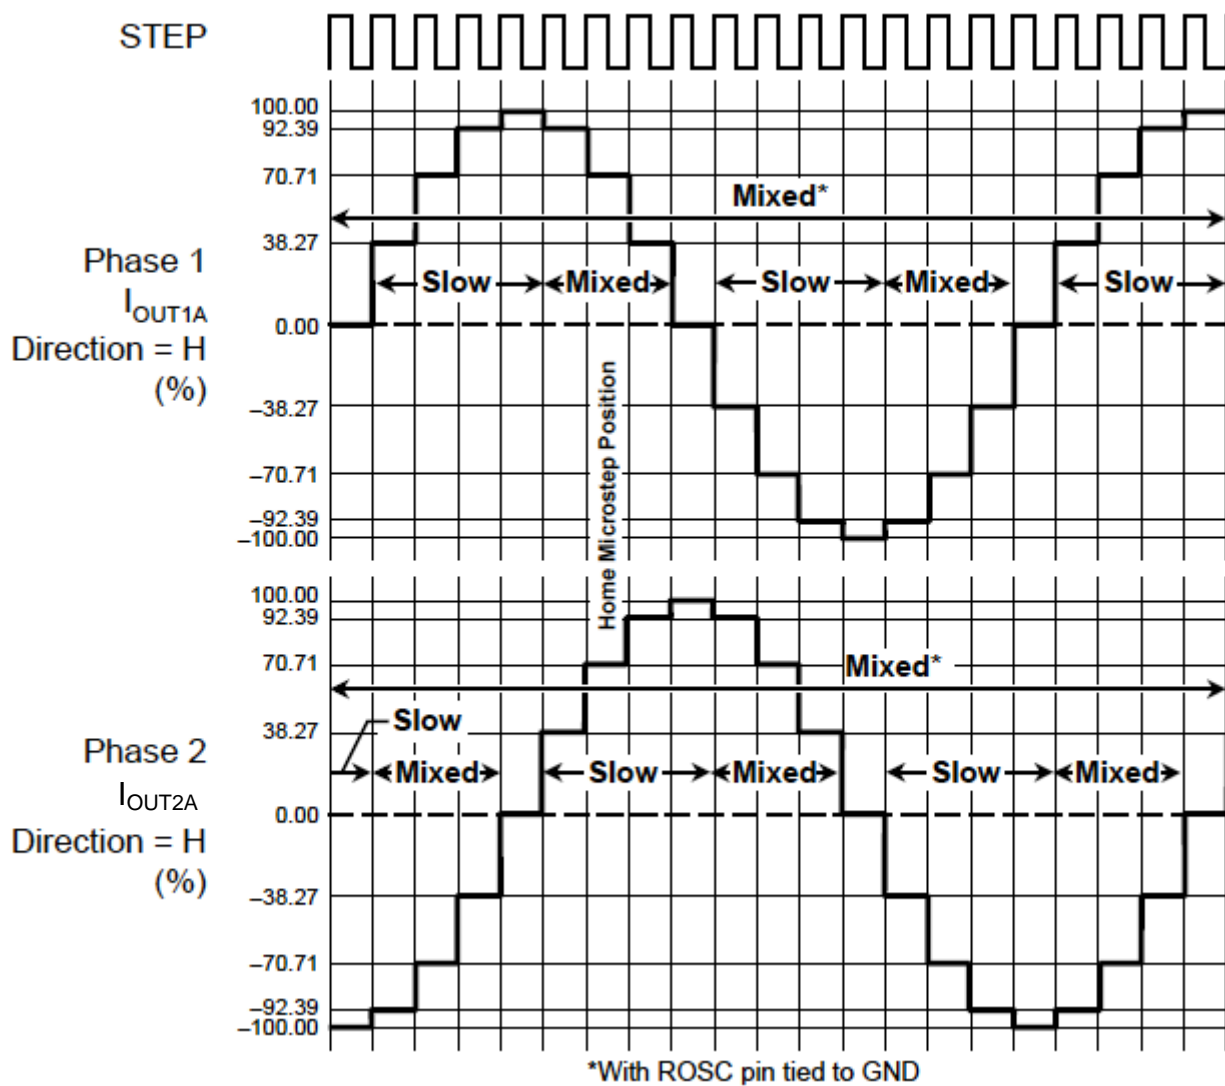 STEP
100.00
92.39
70.71
Mixed*
38.27
Phase 1
I_OUT1A
Direction = H
(%)
Slow
Mixed
Slow
Mixed
Slow
0.00
–38.27
–70.71
–92.39
–100.00
Home Microstep Position
100.00
92.39
70.71
Mixed*
38.27
Slow
Phase 2
I_OUT2A
Direction = H
(%)
Mixed
Slow
Mixed
Slow
Mixed
0.00
–38.27
–70.71
–92.39
–100.00
*With ROSC pin tied to GND